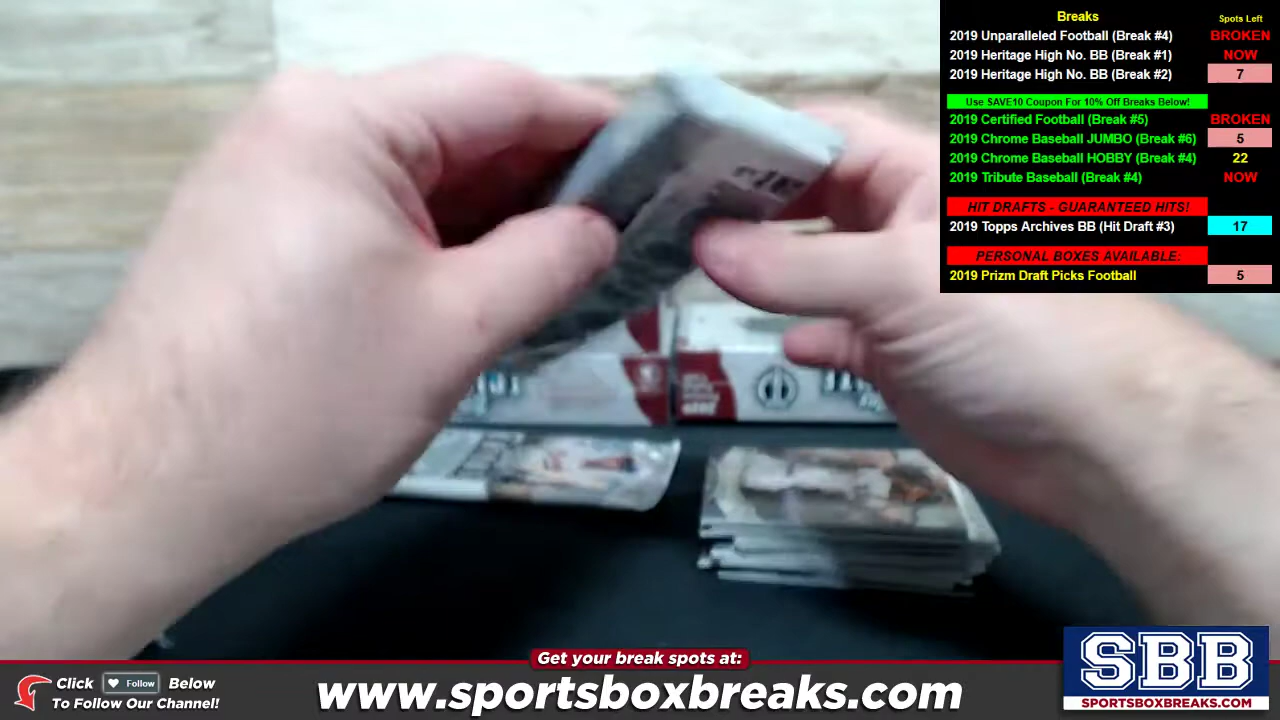 Breaks
Spots Left
2019 Unparalleled Football (Break #4) BROKEN
2019 Heritage High No. BB (Break #1) NOW
2019 Heritage High No. BB (Break #2) 7
Use SAVE10 Coupon For 10% Off Breaks Below!
2019 Certified Football (Break #5) BROKEN
2019 Chrome Baseball JUMBO (Break #6) 5
2019 Chrome Baseball HOBBY (Break #4) 22
2019 Tribute Baseball (Break #4) NOW
HIT DRAFTS - GUARANTEED HITS!
2019 Topps Archives BB (Hit Draft #3) 17
PERSONAL BOXES AVAILABLE:
2019 Prizm Draft Picks Football 5
Get your break spots at:
Click Follow Below
To Follow Our Channel!
www.sportsboxbreaks.com
SBB
SPORTSBOXBREAKS.COM